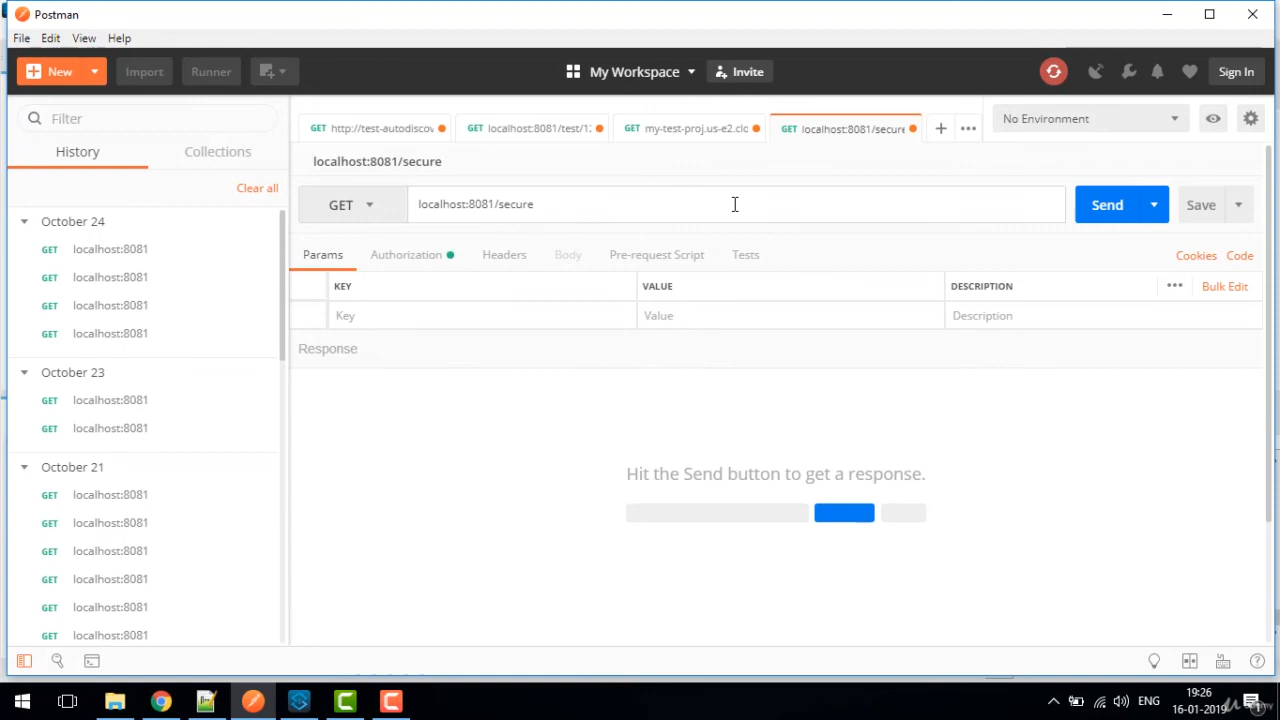 Postman
File Edit View Help
New Import Runner My Workspace Invite Sign In
Filter
History Collections
Clear all
October 24
GET localhost:8081
GET localhost:8081
GET localhost:8081
GET localhost:8081
October 23
GET localhost:8081
GET localhost:8081
October 21
GET localhost:8081
GET localhost:8081
GET localhost:8081
GET localhost:8081
GET localhost:8081
GET localhost:8081
GET http://test-autodiscov GET localhost:8081/test/1 GET my-test-proj.us-e2.clo GET localhost:8081/secure
No Environment
localhost:8081/secure
GET localhost:8081/secure Send Save
Params Authorization Headers Body Pre-request Script Tests Cookies Code
KEY VALUE DESCRIPTION Bulk Edit
Key Value Description
Response
Hit the Send button to get a response.
ENG
19:26
16-01-2019